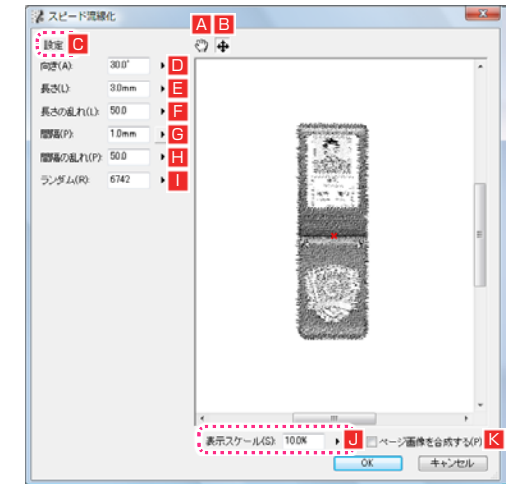 スピード流線化
A B
設定 C
向き(A): 30.0° D
長さ(L): 3.0mm E
長さの乱れ(L): 50.0 F
間隔(P): 1.0mm G
間隔の乱れ(P): 50.0 H
ランダム(R): 6742 I
表示スケール(S): 10.0% J ページ画像を合成する(P) K
OK キャンセル